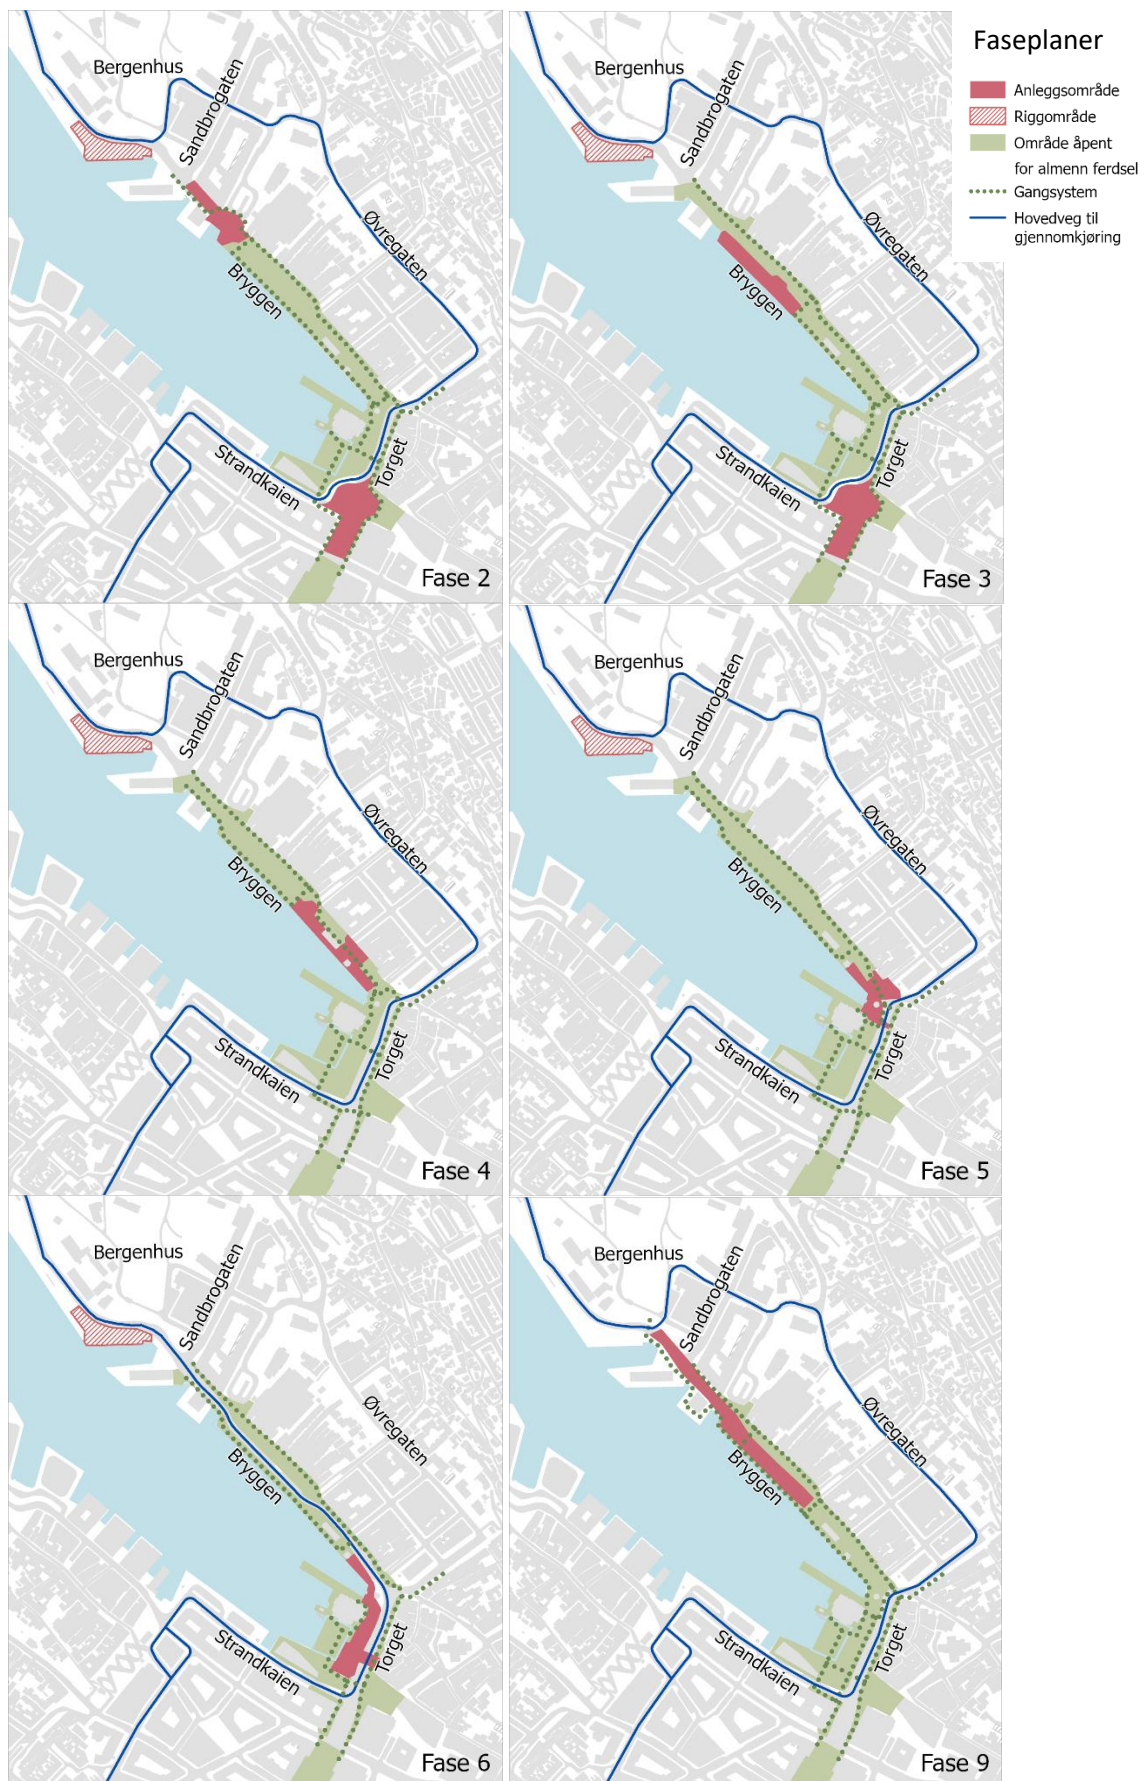 Faseplaner
Anleggsområde
Riggområde
Område åpent
for almenn ferdsel
Gangsystem
Hovedveg til
gjennomkjøring
Bergenhus
Sandbrogaten
Øvregaten
Bryggen
Strandkaien
Torget
Fase 2
Bergenhus
Sandbrogaten
Øvregaten
Bryggen
Strandkaien
Torget
Fase 3
Bergenhus
Sandbrogaten
Øvregaten
Bryggen
Strandkaien
Torget
Fase 4
Bergenhus
Sandbrogaten
Øvregaten
Bryggen
Strandkaien
Torget
Fase 5
Bergenhus
Sandbrogaten
Øvregaten
Bryggen
Strandkaien
Torget
Fase 6
Bergenhus
Sandbrogaten
Øvregaten
Bryggen
Strandkaien
Torget
Fase 9